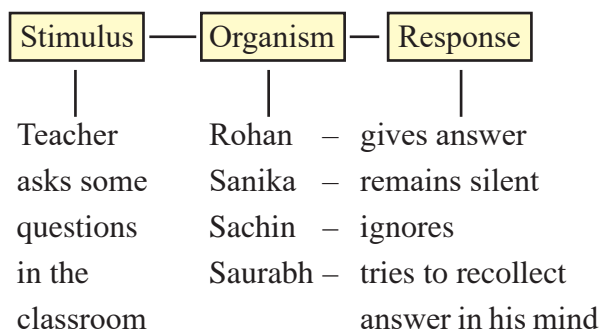 Stimulus — Organism — Response
Teacher Rohan – gives answer
asks some Sanika – remains silent
questions Sachin – ignores
in the Saurabh – tries to recollect
classroom answer in his mind